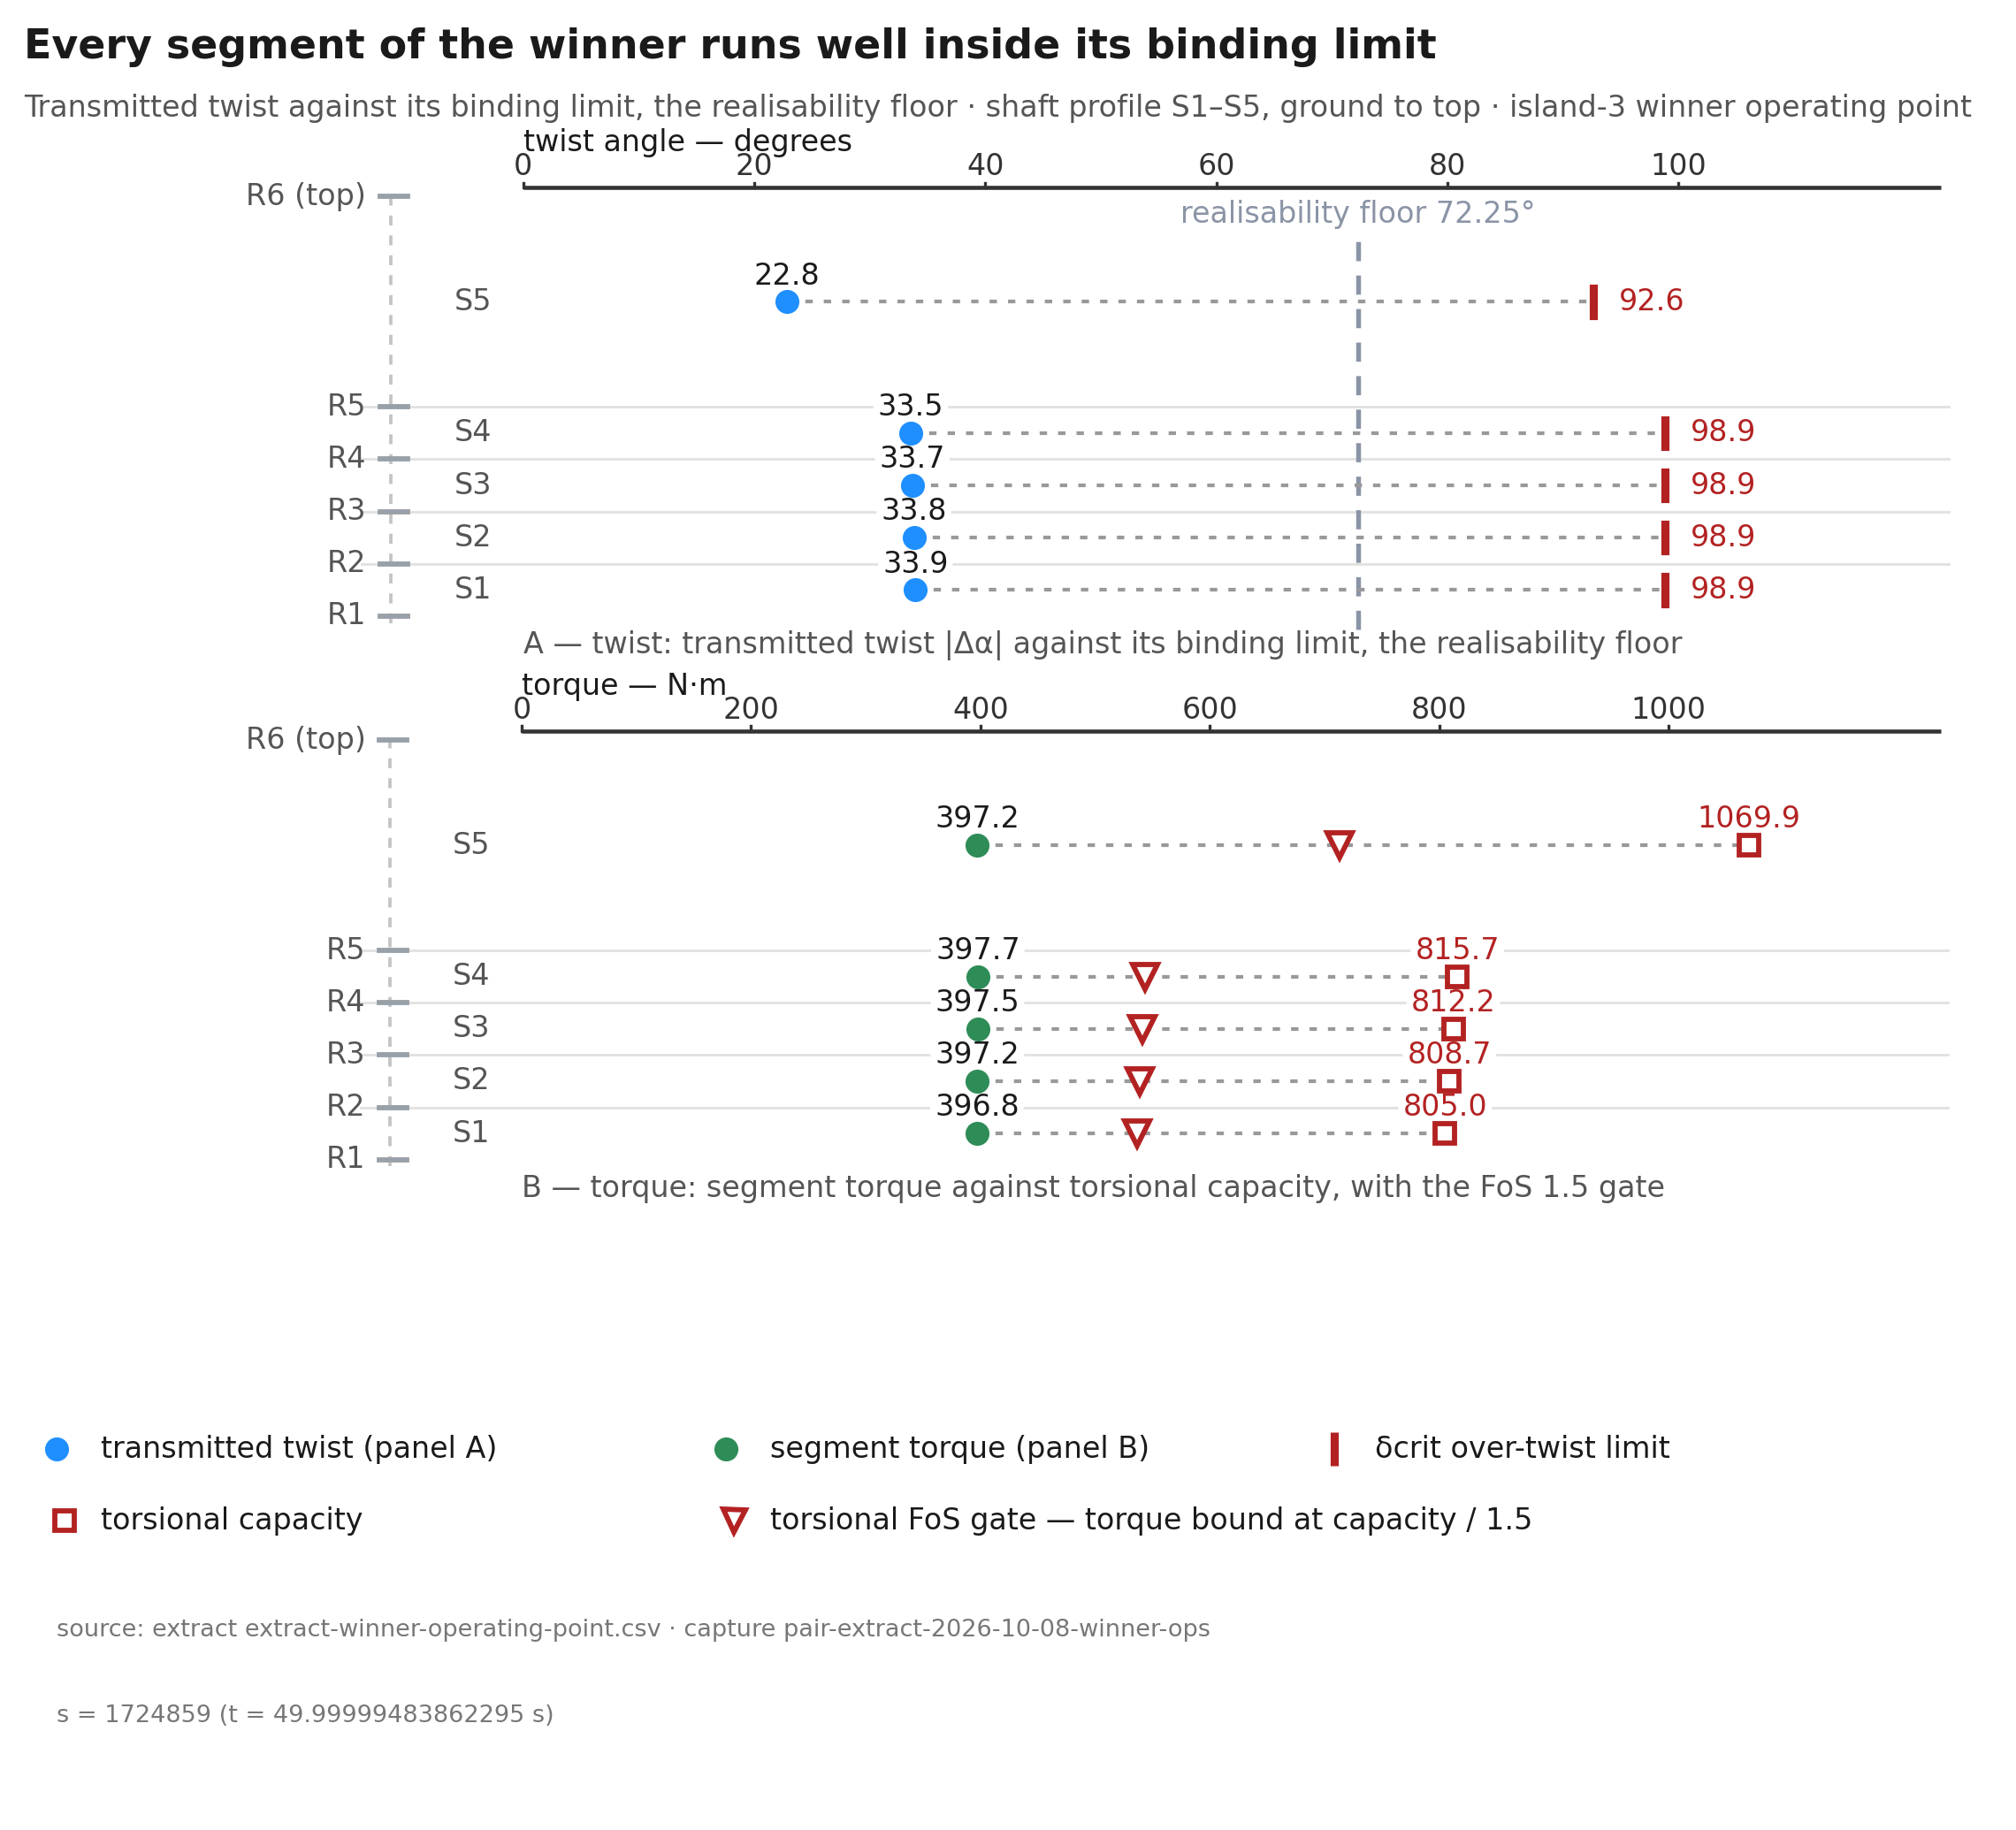 Every segment of the winner runs well inside its binding limit
Transmitted twist against its binding limit, the realisability floor · shaft profile S1–S5, ground to top · island-3 winner operating point
twist angle — degrees
0 20 40 60 80 100
R6 (top)
realisability floor 72.25°
22.8
S5 92.6
R5 33.5
S4 98.9
R4 33.7
S3 98.9
R3 33.8
S2 98.9
R2 33.9
S1 98.9
R1
A — twist: transmitted twist |Δα| against its binding limit, the realisability floor
torque — N·m
0 200 400 600 800 1000
R6 (top)
397.2 1069.9
S5
R5 397.7 815.7
S4
R4 397.5 812.2
S3
R3 397.2 808.7
S2
R2 396.8 805.0
S1
R1
B — torque: segment torque against torsional capacity, with the FoS 1.5 gate
transmitted twist (panel A) segment torque (panel B) δcrit over-twist limit
torsional capacity torsional FoS gate — torque bound at capacity / 1.5
source: extract extract-winner-operating-point.csv · capture pair-extract-2026-10-08-winner-ops
s = 1724859 (t = 49.99999483862295 s)